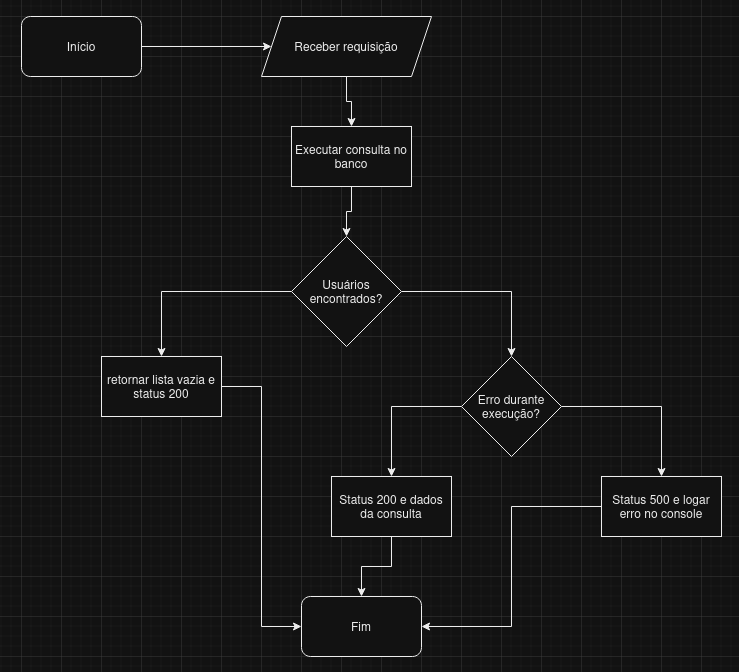 Início
Receber requisição
Executar consulta no
banco
Usuários
encontrados?
retornar lista vazia e
status 200
Erro durante
execução?
Status 200 e dados
da consulta
Status 500 e logar
erro no console
Fim